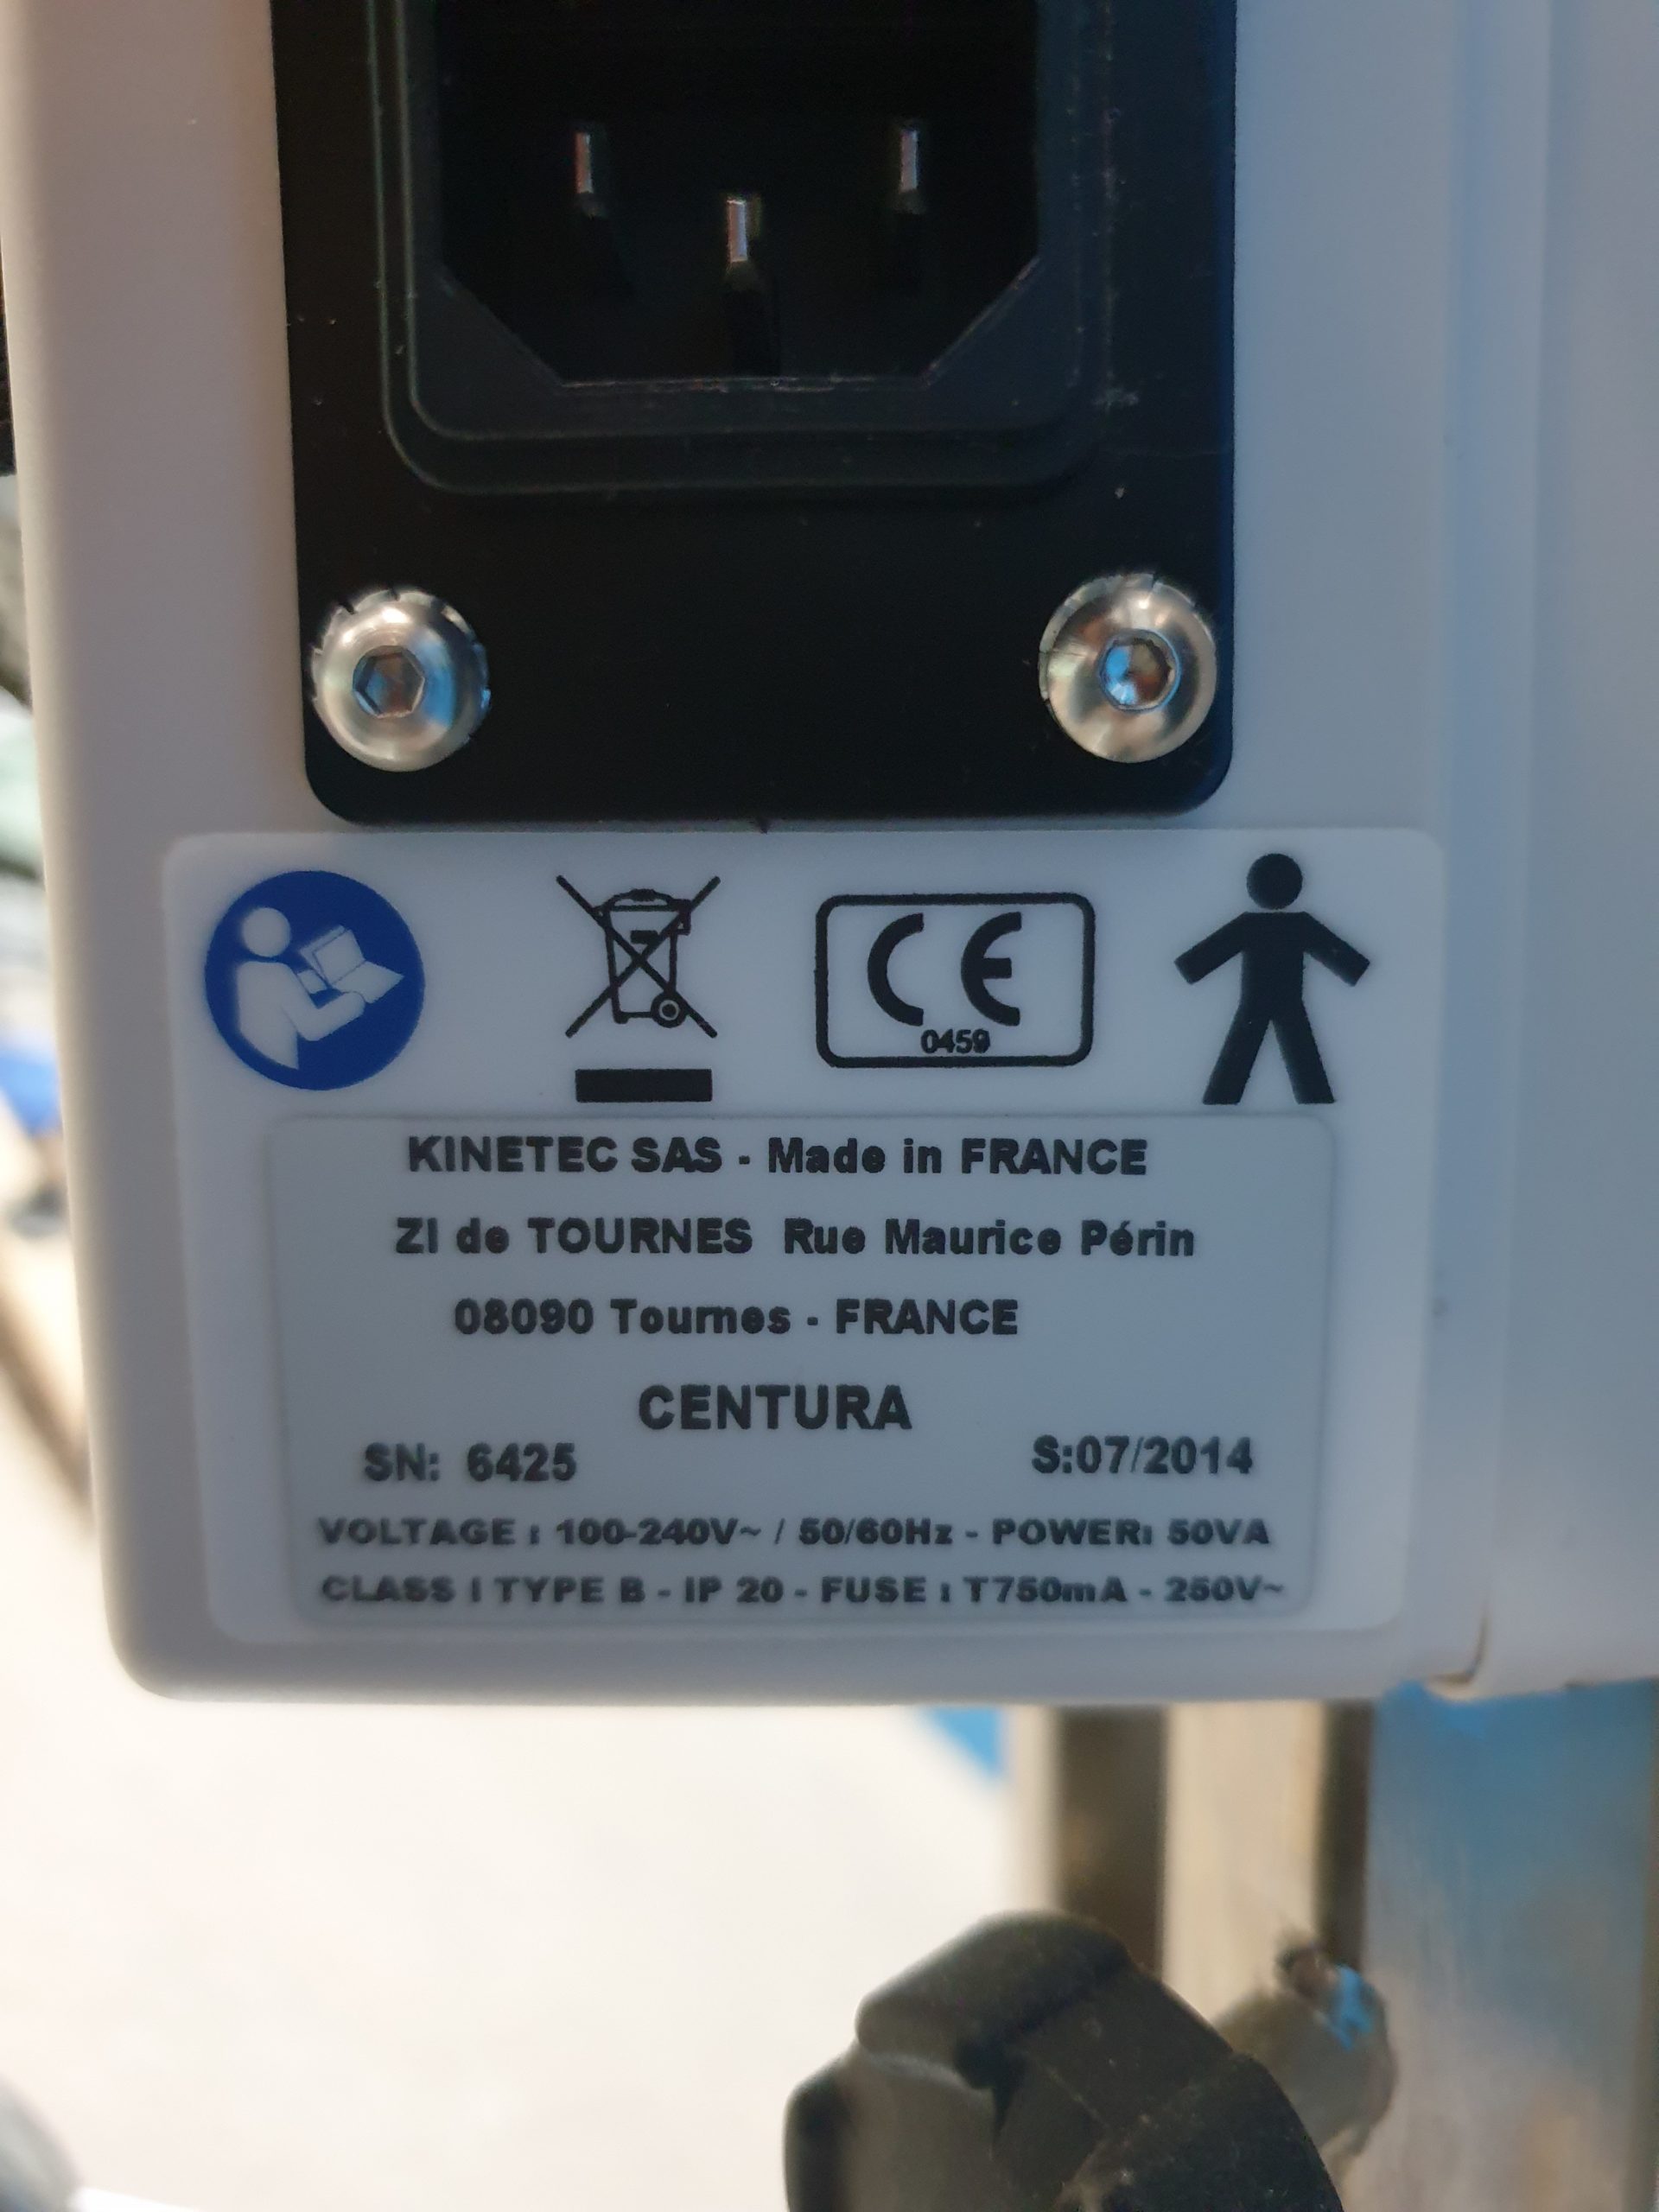 CE
0459
KINETEC SAS - Made in FRANCE
ZI de TOURNES Rue Maurice Périn
08090 Tournes - FRANCE
CENTURA
SN: 6425 S:07/2014
VOLTAGE : 100-240V~ / 50/60Hz - POWER: 50VA
CLASS I TYPE B - IP 20 - FUSE : T750mA - 250V~